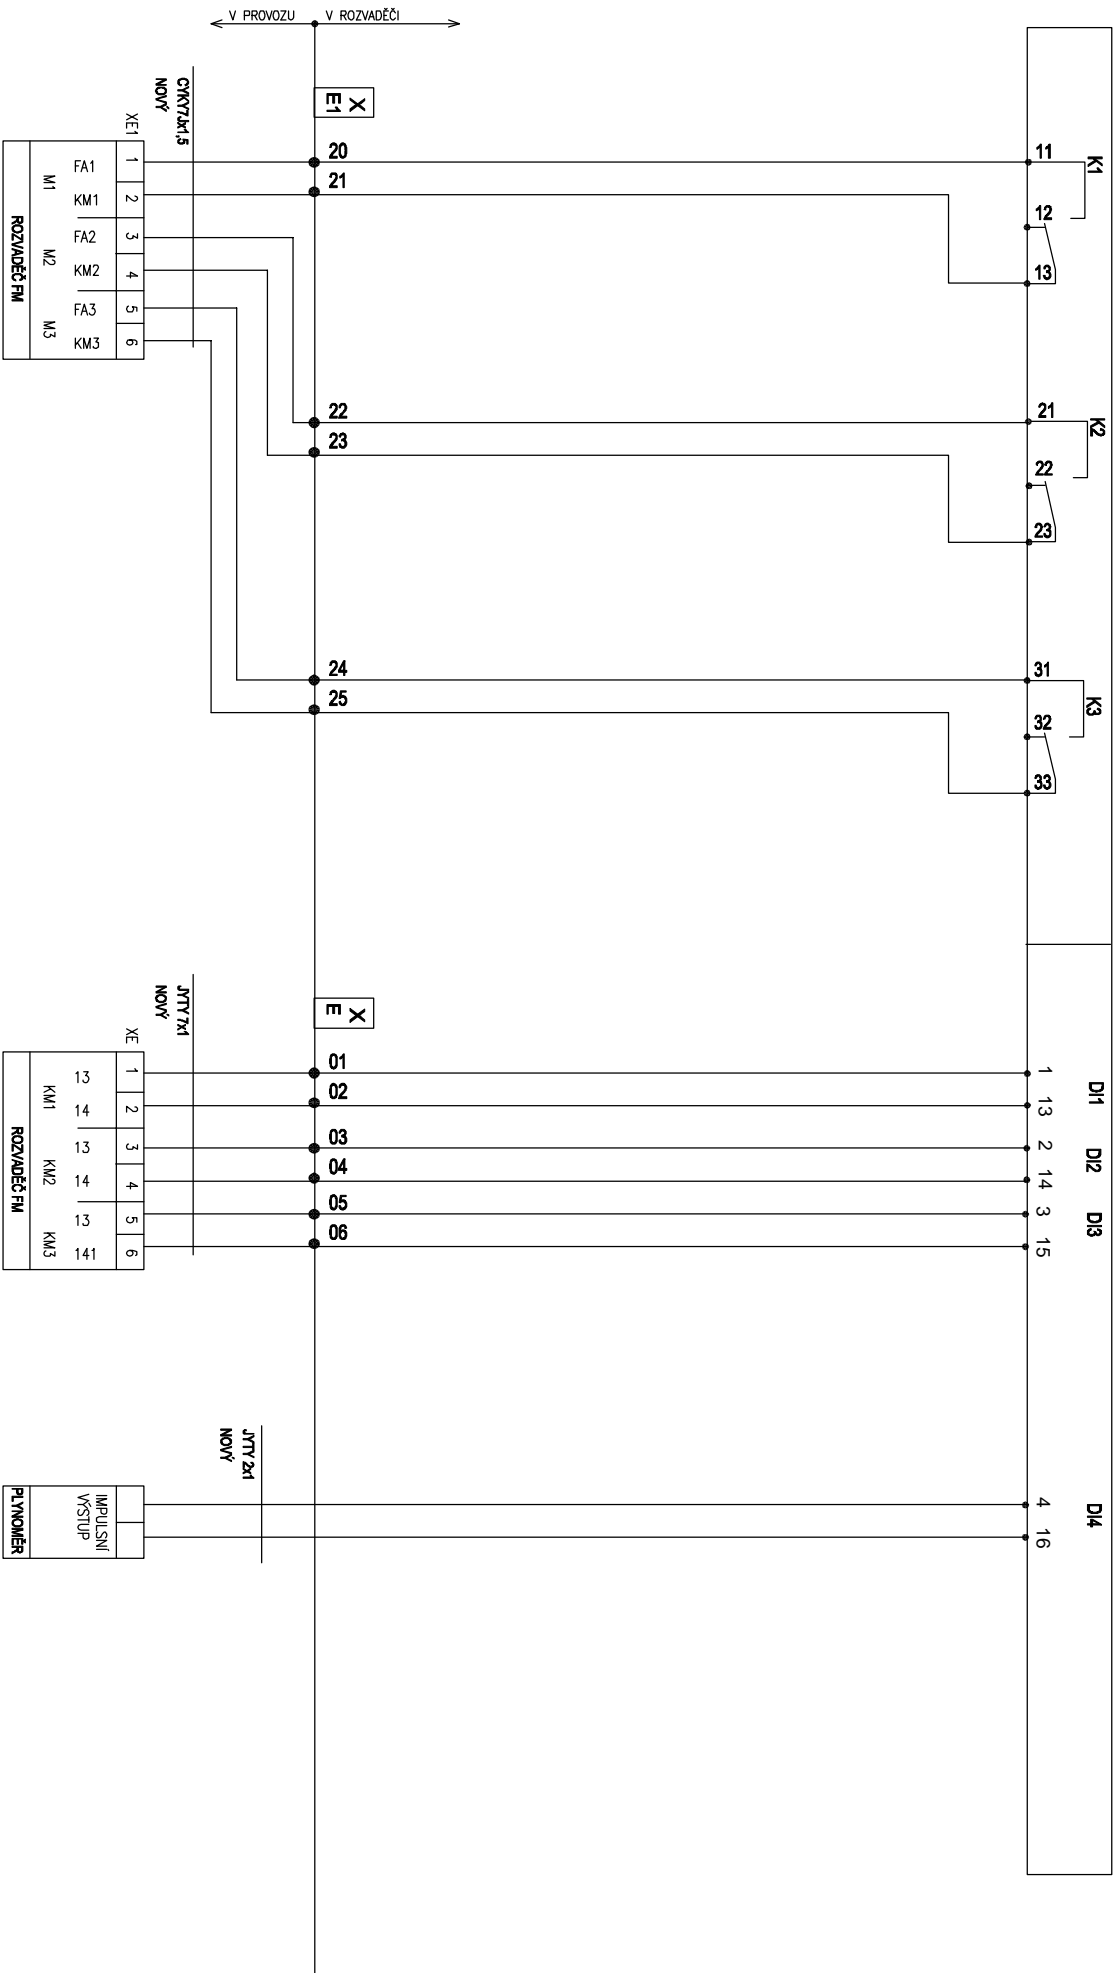 V PROVOZU
V ROZVADĚČI
X
E1
CYKY7Jx1,5
NOVÝ
XE1
1
2
3
4
5
6
FA1
KM1
FA2
KM2
FA3
KM3
M1
M2
M3
ROZVADĚČ FM
20
21
22
23
24
25
K1
11
12
13
K2
21
22
23
K3
31
32
33
X
E
JYTY 7x1
NOVÝ
XE
1
2
3
4
5
6
13
14
13
14
13
141
KM1
KM2
KM3
ROZVADĚČ FM
01
02
03
04
05
06
DI1
1
13
DI2
2
14
DI3
3
15
DI4
4
16
JYTY 2x1
NOVÝ
IMPULSNÍ
VÝSTUP
PLYNOMĚR